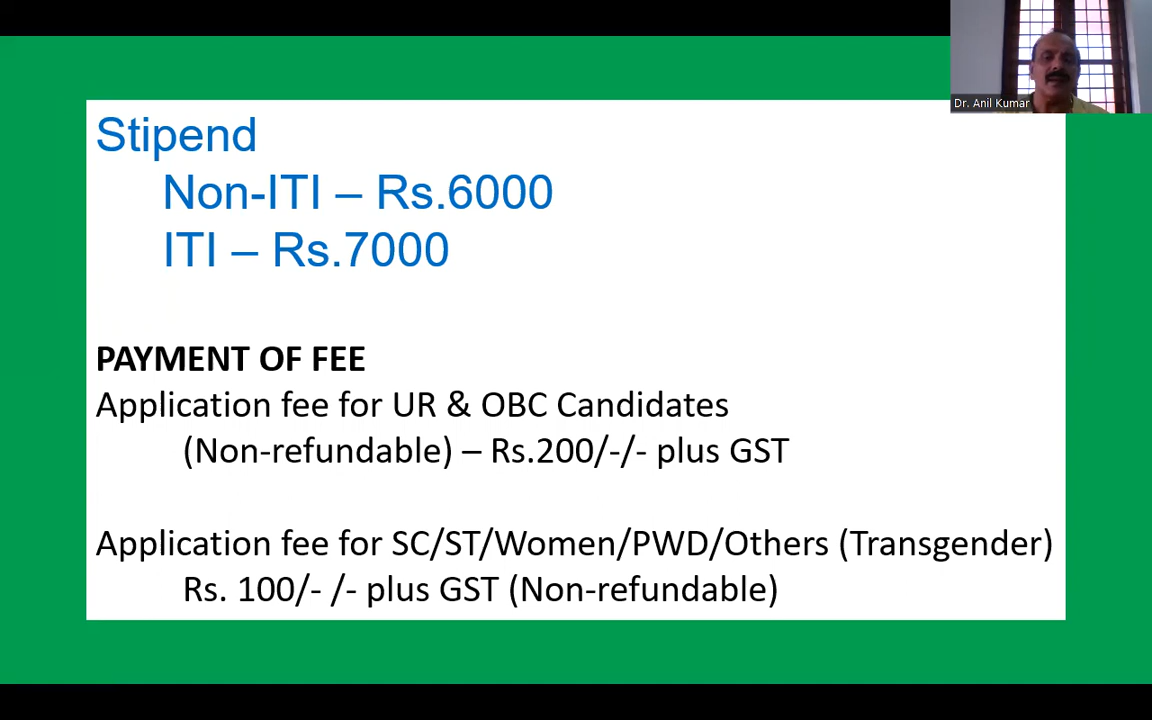 Dr. Anil Kumar
Stipend
Non-ITI – Rs.6000
ITI – Rs.7000
PAYMENT OF FEE
Application fee for UR & OBC Candidates
(Non-refundable) – Rs.200/-/- plus GST
Application fee for SC/ST/Women/PWD/Others (Transgender)
Rs. 100/- /- plus GST (Non-refundable)